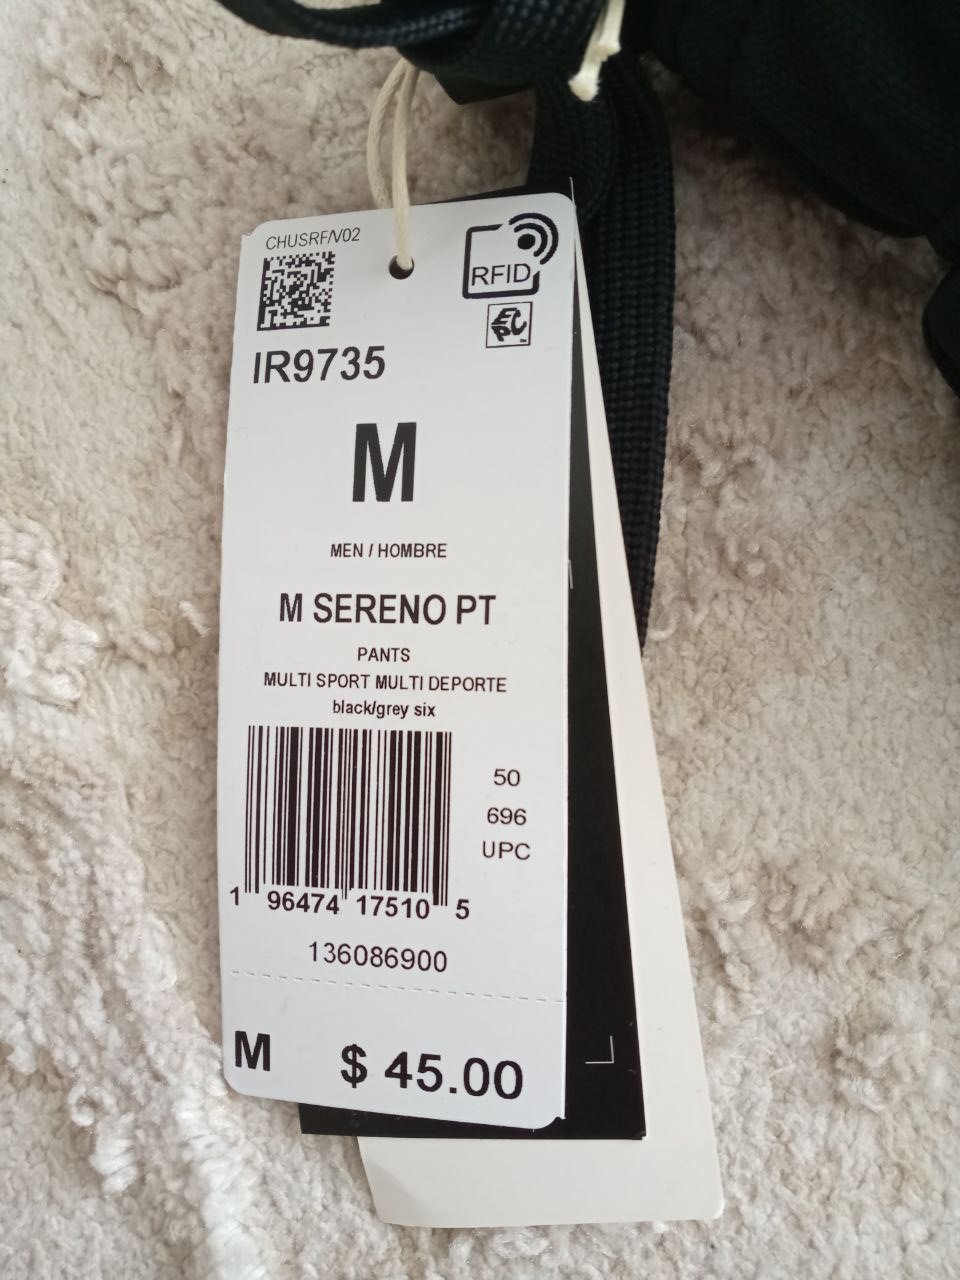 CHUSRF/V02
RFID
EPC
IR9735
M
MEN / HOMBRE
M SERENO PT
PANTS
MULTI SPORT MULTI DEPORTE
black/grey six
50
696
UPC
1 96474 17510 5
136086900
M $ 45.00